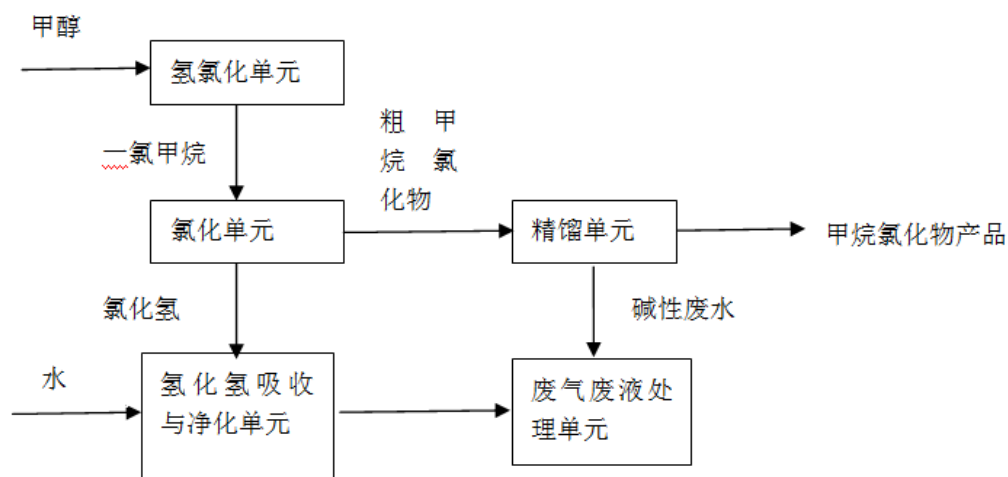 甲醇
氢氯化单元
一氯甲烷
粗 甲
烷 氯
化物
氯化单元
精馏单元
甲烷氯化物产品
氯化氢
碱性废水
水
氢化氢吸收
与净化单元
废气废液处
理单元